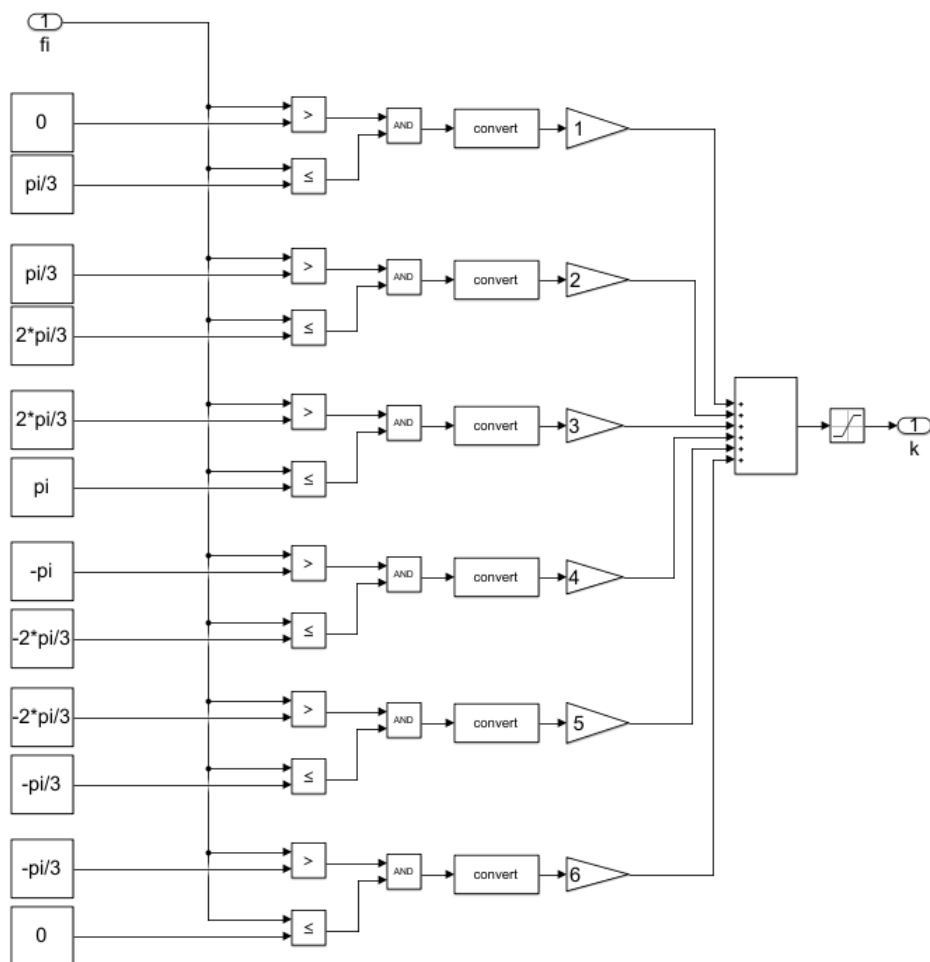 1
fi
0
>
AND
convert
1
pi/3
≤
pi/3
>
AND
convert
2
2*pi/3
≤
2*pi/3
>
AND
convert
3
pi
≤
-pi
>
AND
convert
4
-2*pi/3
≤
-2*pi/3
>
AND
convert
5
-pi/3
≤
-pi/3
>
AND
convert
6
0
≤
+
+
+
+
+
+
1
k